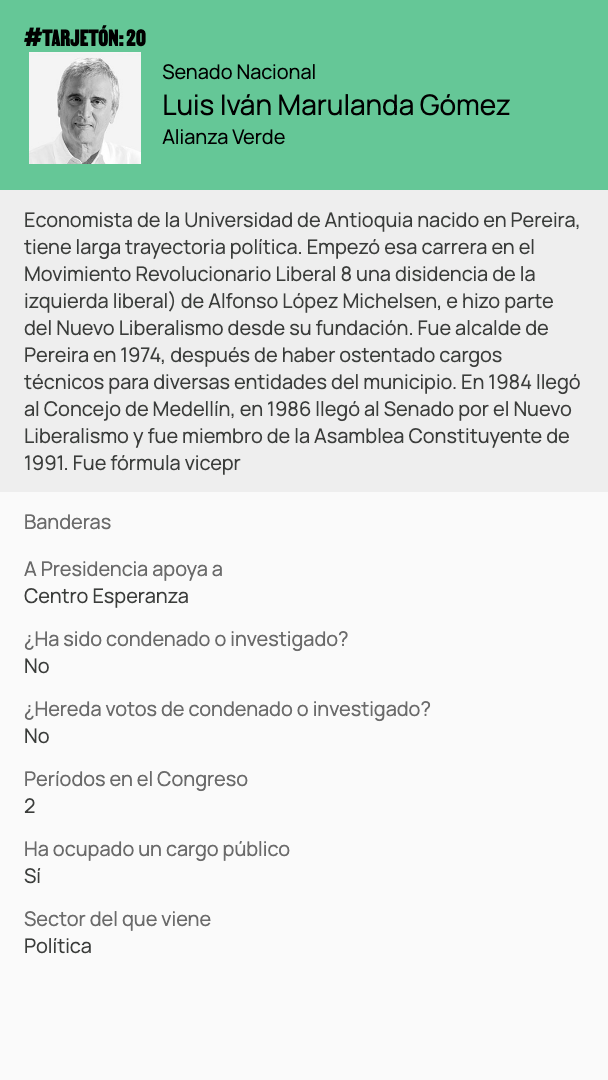 #TARJETÓN: 20
Senado Nacional
Luis Iván Marulanda Gómez
Alianza Verde
Economista de la Universidad de Antioquia nacido en Pereira,
tiene larga trayectoria política. Empezó esa carrera en el
Movimiento Revolucionario Liberal 8 una disidencia de la
izquierda liberal) de Alfonso López Michelsen, e hizo parte
del Nuevo Liberalismo desde su fundación. Fue alcalde de
Pereira en 1974, después de haber ostentado cargos
técnicos para diversas entidades del municipio. En 1984 llegó
al Concejo de Medellín, en 1986 llegó al Senado por el Nuevo
Liberalismo y fue miembro de la Asamblea Constituyente de
1991. Fue fórmula vicepr
Banderas
A Presidencia apoya a
Centro Esperanza
¿Ha sido condenado o investigado?
No
¿Hereda votos de condenado o investigado?
No
Períodos en el Congreso
2
Ha ocupado un cargo público
Sí
Sector del que viene
Política